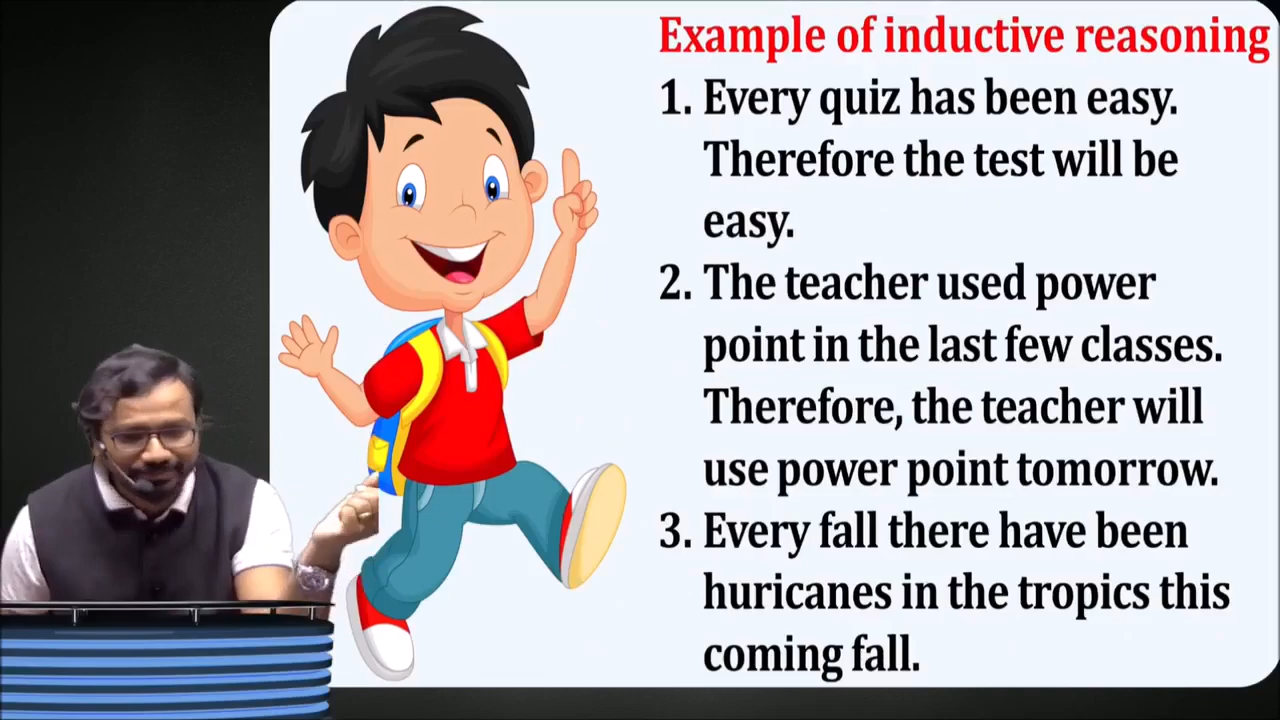 Example of inductive reasoning
1. Every quiz has been easy.
Therefore the test will be
easy.
2. The teacher used power
point in the last few classes.
Therefore, the teacher will
use power point tomorrow.
3. Every fall there have been
huricanes in the tropics this
coming fall.